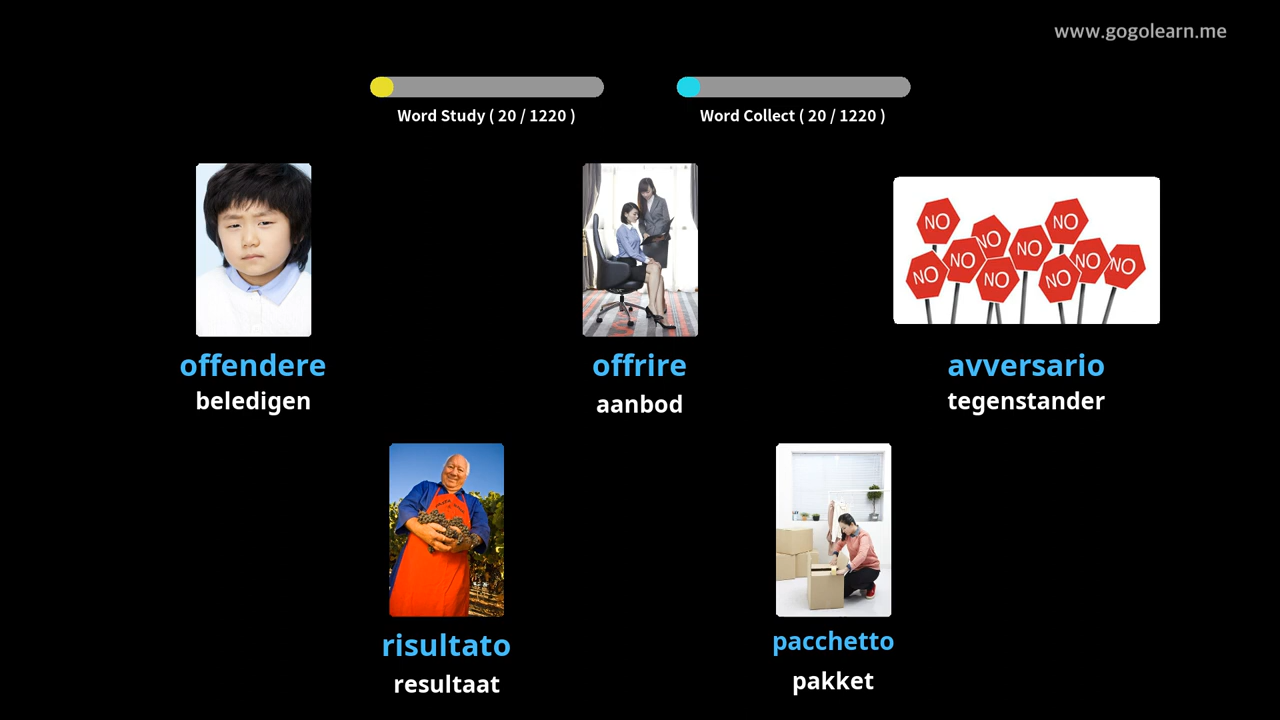 www.gogolearn.me
Word Study ( 20 / 1220 )
Word Collect ( 20 / 1220 )
NO
NO
NO
NO
NO
NO
NO
NO
NO
NO
offendere
beledigen
offrire
aanbod
avversario
tegenstander
risultato
resultaat
pacchetto
pakket